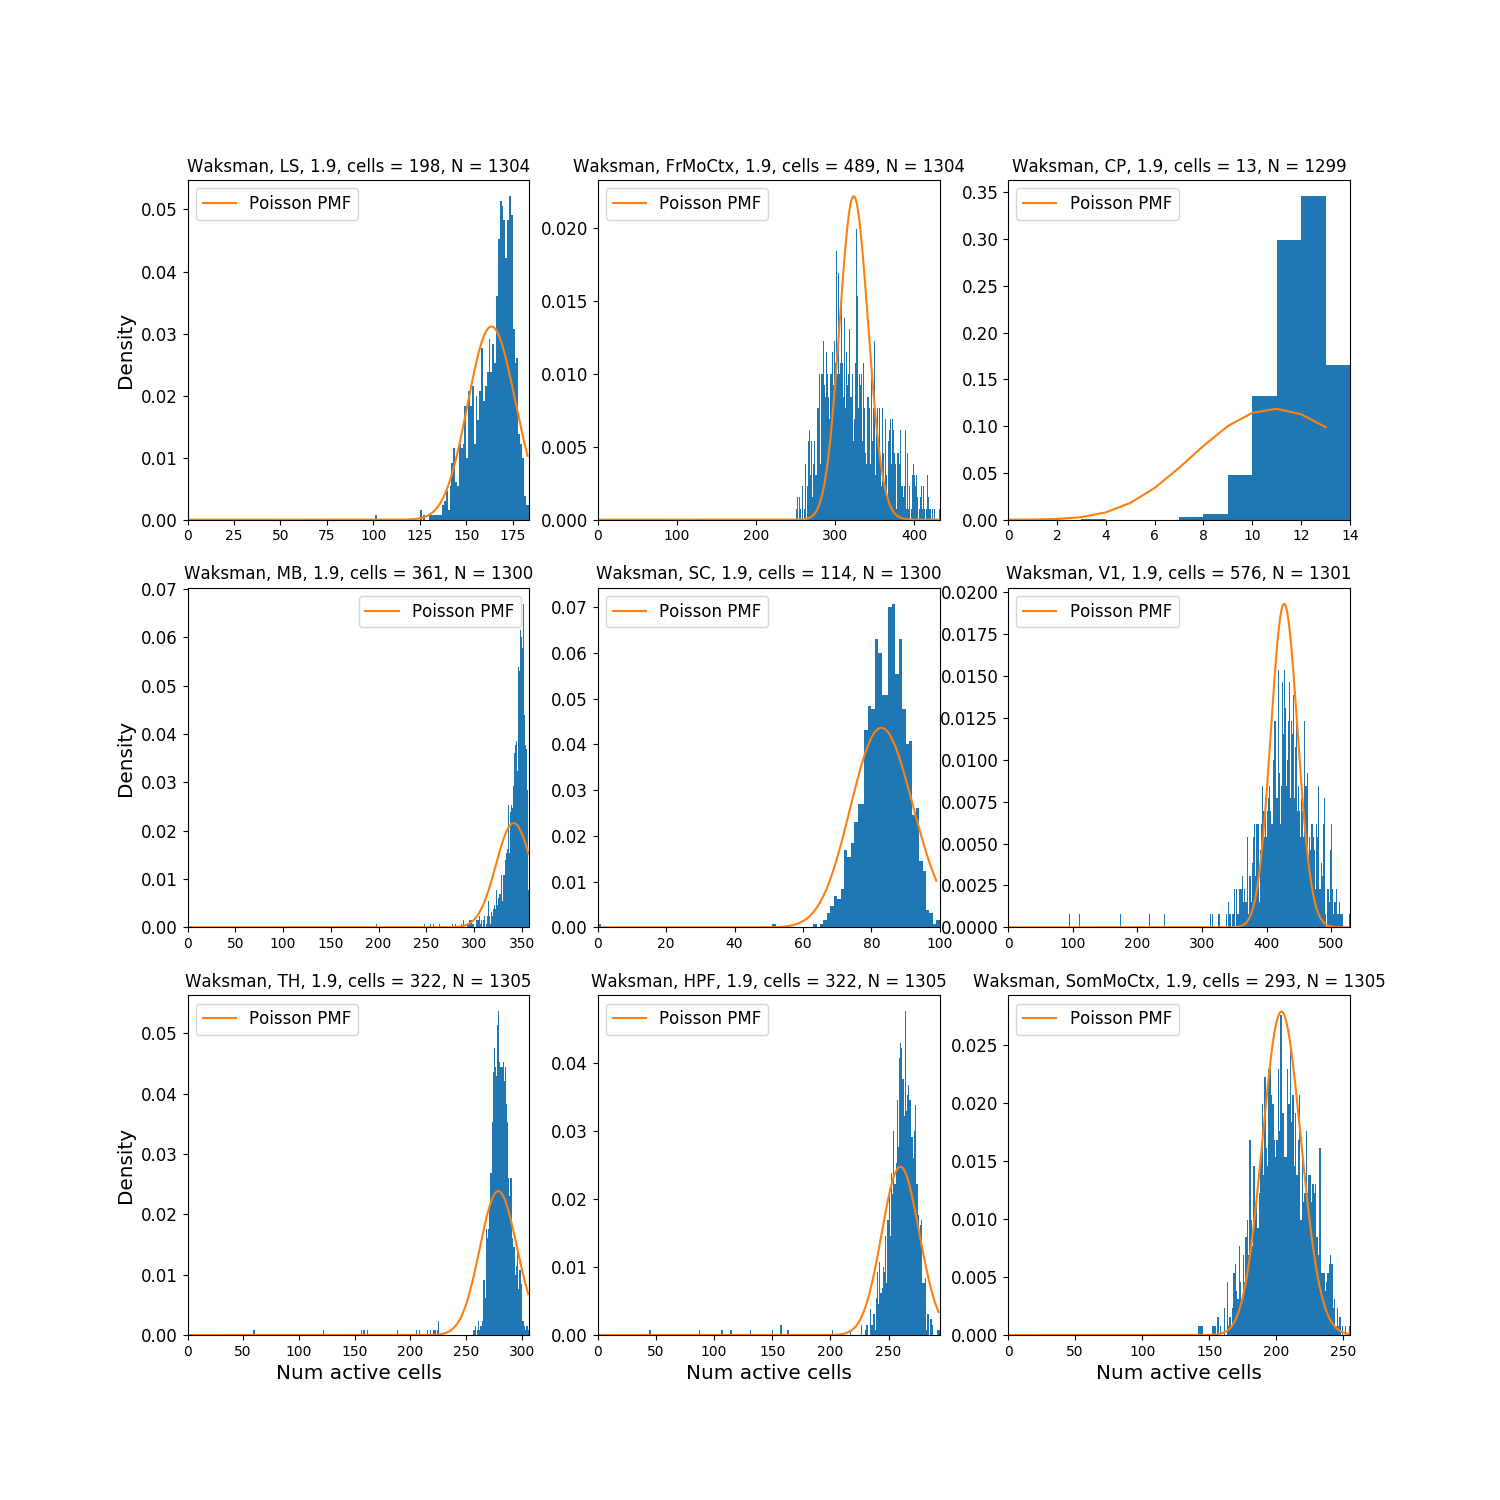 Waksman, LS, 1.9, cells = 198, N = 1304
Poisson PMF
Density
0.05
0.04
0.03
0.02
0.01
0.00
0 25 50 75 100 125 150 175
Waksman, FrMoCtx, 1.9, cells = 489, N = 1304
Poisson PMF
0.020
0.015
0.010
0.005
0.000
0 100 200 300 400
Waksman, CP, 1.9, cells = 13, N = 1299
Poisson PMF
0.35
0.30
0.25
0.20
0.15
0.10
0.05
0.00
0 2 4 6 8 10 12 14
Waksman, MB, 1.9, cells = 361, N = 1300
Poisson PMF
Density
0.07
0.06
0.05
0.04
0.03
0.02
0.01
0.00
0 50 100 150 200 250 300 350
Waksman, SC, 1.9, cells = 114, N = 1300
Poisson PMF
0.07
0.06
0.05
0.04
0.03
0.02
0.01
0.00
0 20 40 60 80 100
Waksman, V1, 1.9, cells = 576, N = 1301
Poisson PMF
0.0200
0.0175
0.0150
0.0125
0.0100
0.0075
0.0050
0.0025
0.0000
0 100 200 300 400 500
Waksman, TH, 1.9, cells = 322, N = 1305
Poisson PMF
Density
0.05
0.04
0.03
0.02
0.01
0.00
0 50 100 150 200 250 300
Num active cells
Waksman, HPF, 1.9, cells = 322, N = 1305
Poisson PMF
0.04
0.03
0.02
0.01
0.00
0 50 100 150 200 250
Num active cells
Waksman, SomMoCtx, 1.9, cells = 293, N = 1305
Poisson PMF
0.025
0.020
0.015
0.010
0.005
0.000
0 50 100 150 200 250
Num active cells